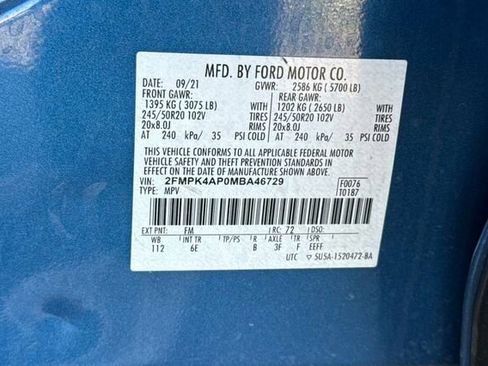 MFD. BY FORD MOTOR CO.
DATE: 09/21 GVWR: 2586 KG ( 5700 LB)
FRONT GAWR: REAR GAWR:
1395 KG ( 3075 LB) WITH 1202 KG ( 2650 LB) WITH
245/50R20 102V TIRES 245/50R20 102V TIRES
20x8.0J RIMS 20x8.0J RIMS
AT 240 kPa/ 35 PSI COLD AT 240 kPa/ 35 PSI COLD
THIS VEHICLE CONFORMS TO ALL APPLICABLE FEDERAL MOTOR
VEHICLE SAFETY AND THEFT PREVENTION STANDARDS IN
EFFECT ON THE DATE OF MANUFACTURE SHOWN ABOVE.
VIN: 2FMPK4AP0MBA46729 F0076
TYPE: MPV T0187
EXT PNT: FM RC: 72 DSO:
WB INT TR TP/PS R AXLE TR SPR
112 6E B 3F F EEFF
UTC ▽ 5U5A-1520472-BA